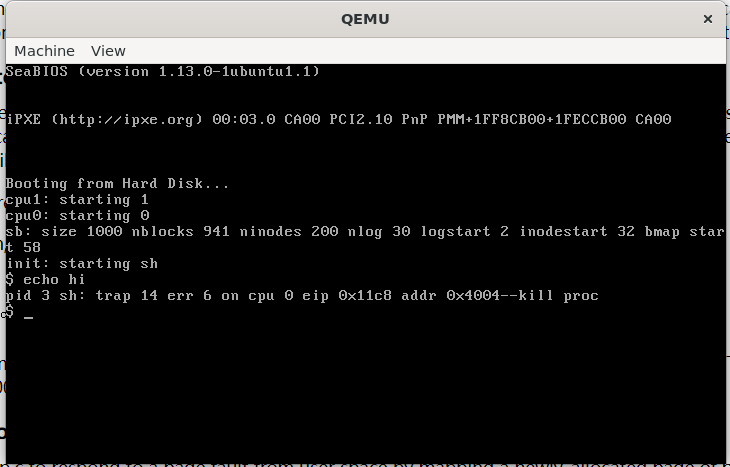 QEMU
×
Machine View
SeaBIOS (version 1.13.0-1ubuntu1.1)
iPXE (http://ipxe.org) 00:03.0 CA00 PCI2.10 PnP PMM+1FF8CB00+1FECCB00 CA00
Booting from Hard Disk...
cpu1: starting 1
cpu0: starting 0
sb: size 1000 nblocks 941 ninodes 200 nlog 30 logstart 2 inodestart 32 bmap star
t 58
init: starting sh
$ echo hi
pid 3 sh: trap 14 err 6 on cpu 0 eip 0x11c8 addr 0x4004--kill proc
$ _